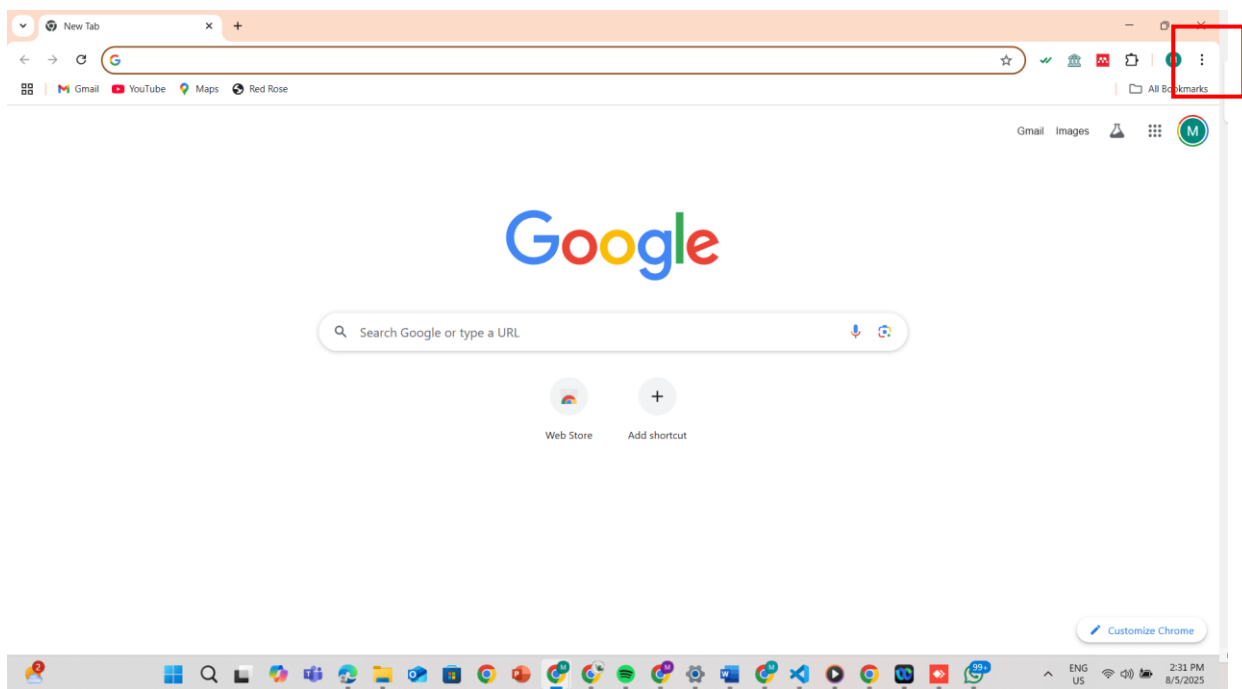 New Tab
Gmail YouTube Maps Red Rose All Bookmarks
Gmail Images M
Google
Search Google or type a URL
Web Store Add shortcut
Customize Chrome
2 99+ ENG 2:31 PM
US 8/5/2025